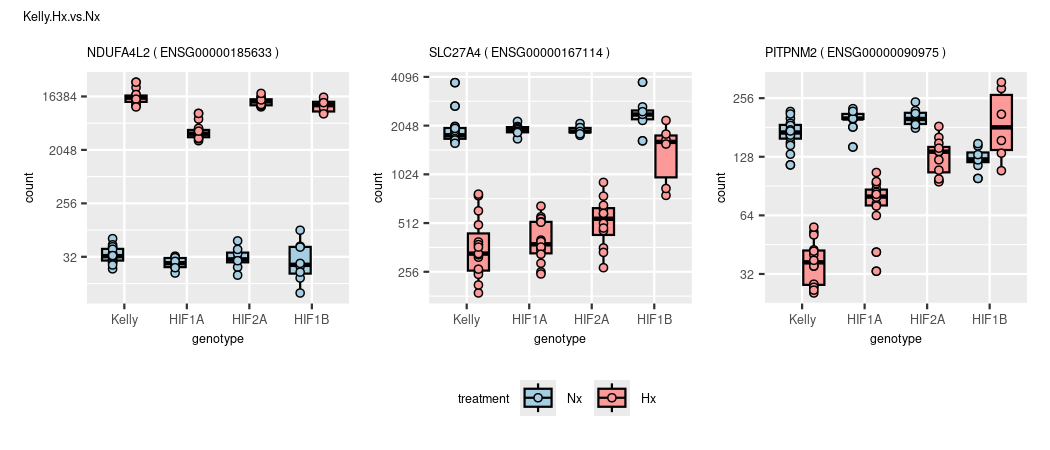 Kelly.Hx.vs.Nx
NDUFA4L2 ( ENSG00000185633 )
16384
2048
256
32
count
Kelly HIF1A HIF2A HIF1B
genotype
SLC27A4 ( ENSG00000167114 )
4096
2048
1024
512
256
count
Kelly HIF1A HIF2A HIF1B
genotype
PITPNM2 ( ENSG00000090975 )
256
128
64
32
count
Kelly HIF1A HIF2A HIF1B
genotype
treatment Nx Hx